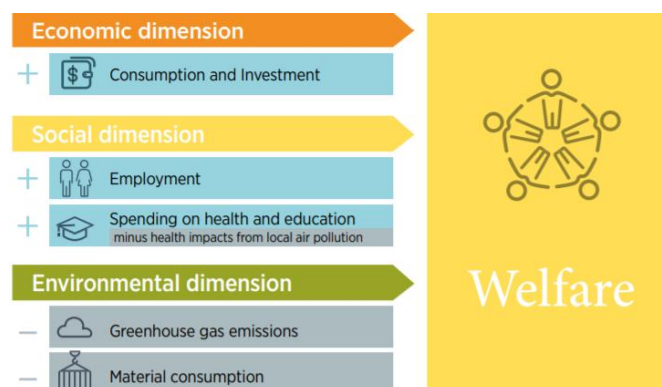 Economic dimension
+ Consumption and Investment
Social dimension
+ Employment
+ Spending on health and education
minus health impacts from local air pollution
Environmental dimension
– Greenhouse gas emissions
– Material consumption
Welfare